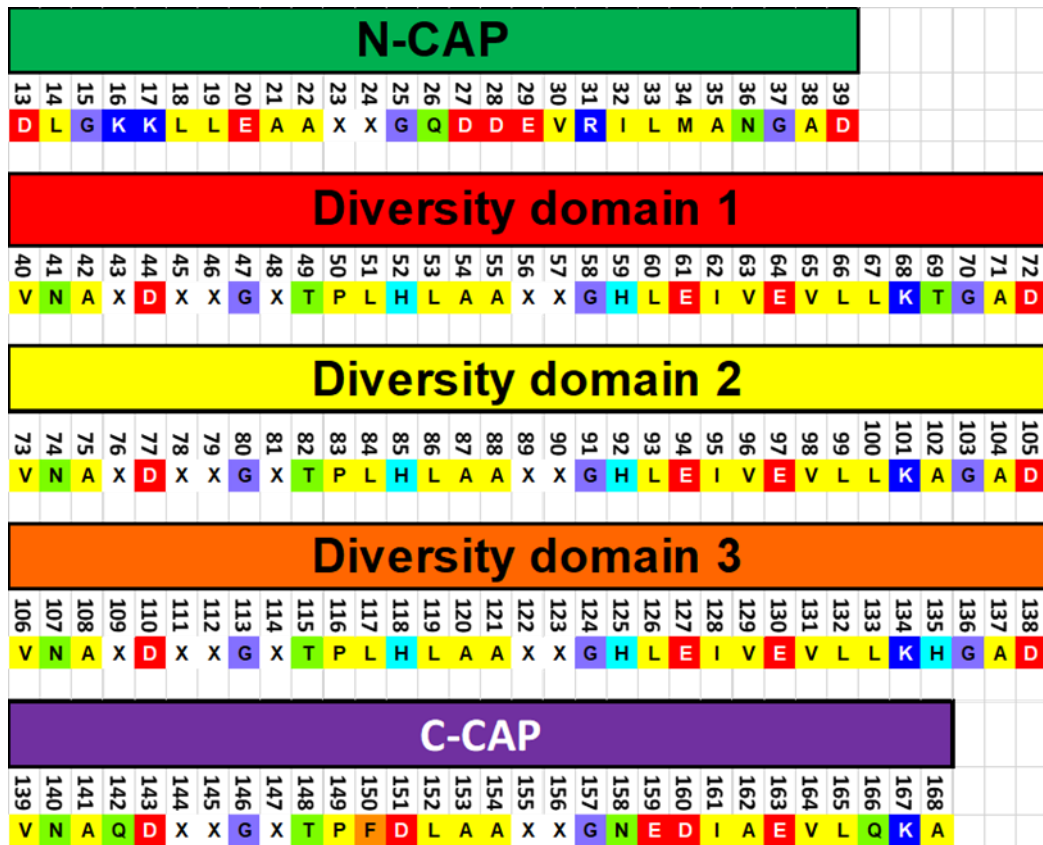 N-CAP
13 14 15 16 17 18 19 20 21 22 23 24 25 26 27 28 29 30 31 32 33 34 35 36 37 38 39
D L G K K L L E A A X X G Q D D E V R I L M A N G A D
Diversity domain 1
40 41 42 43 44 45 46 47 48 49 50 51 52 53 54 55 56 57 58 59 60 61 62 63 64 65 66 67 68 69 70 71 72
V N A X D X X G X T P L H L A A X X G H L E I V E V L L K T G A D
Diversity domain 2
73 74 75 76 77 78 79 80 81 82 83 84 85 86 87 88 89 90 91 92 93 94 95 96 97 98 99 100 101 102 103 104 105
V N A X D X X G X T P L H L A A X X G H L E I V E V L L K A G A D
Diversity domain 3
106 107 108 109 110 111 112 113 114 115 116 117 118 119 120 121 122 123 124 125 126 127 128 129 130 131 132 133 134 135 136 137 138
V N A X D X X G X T P L H L A A X X G H L E I V E V L L K H G A D
C-CAP
139 140 141 142 143 144 145 146 147 148 149 150 151 152 153 154 155 156 157 158 159 160 161 162 163 164 165 166 167 168
V N A Q D X X G X T P F D L A A X X G N E D I A E V L Q K A